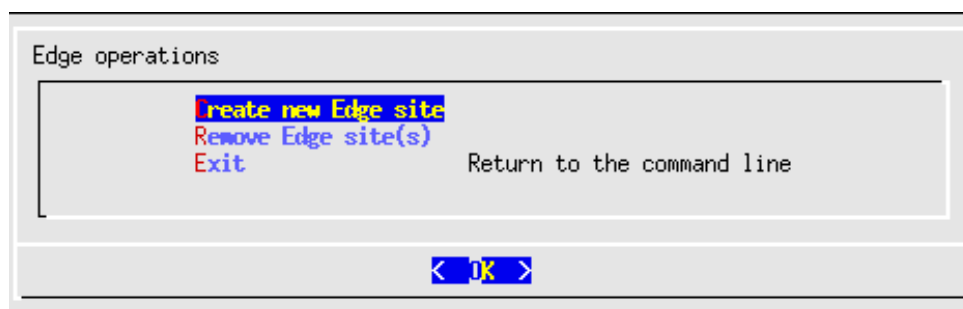 Edge operations
Create new Edge site
Remove Edge site(s)
Exit Return to the command line
< OK >